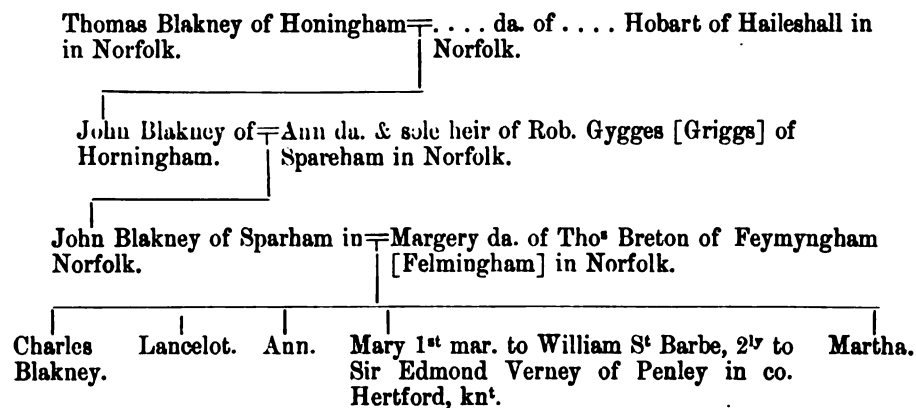 Thomas Blakney of Honingham=. . . . da. of . . . . Hobart of Haileshall in
in Norfolk. Norfolk.
John Blakney of=Ann da. & sole heir of Rob. Gygges [Griggs] of
Horningham. Spareham in Norfolk.
John Blakney of Sparham in=Margery da. of Thoˢ Breton of Feymyngham
Norfolk. [Felmingham] in Norfolk.
Charles Lancelot. Ann. Mary 1ˢᵗ mar. to William Sᵗ Barbe, 2ˡʸ to Martha.
Blakney. Sir Edmond Verney of Penley in co.
Hertford, knᵗ.